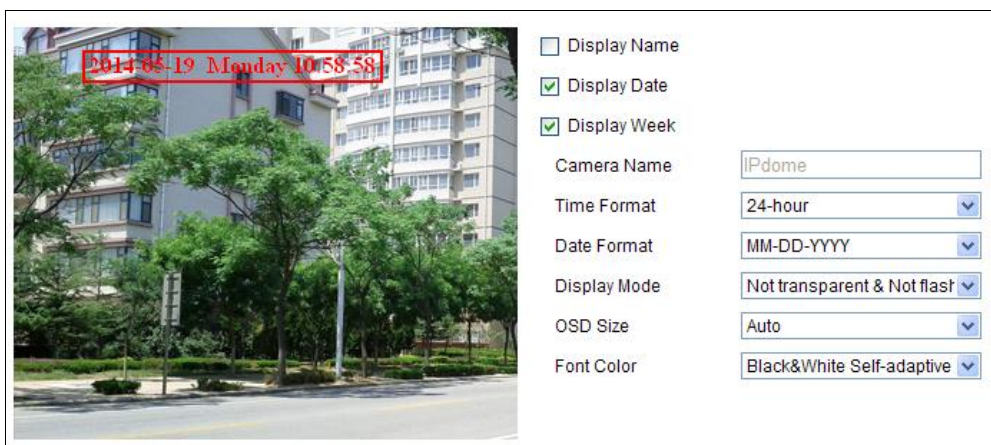 2014-05-19 Monday 10:58:58
Display Name
Display Date
Display Week
Camera Name IPdome
Time Format 24-hour
Date Format MM-DD-YYYY
Display Mode Not transparent & Not flash
OSD Size Auto
Font Color Black&White Self-adaptive